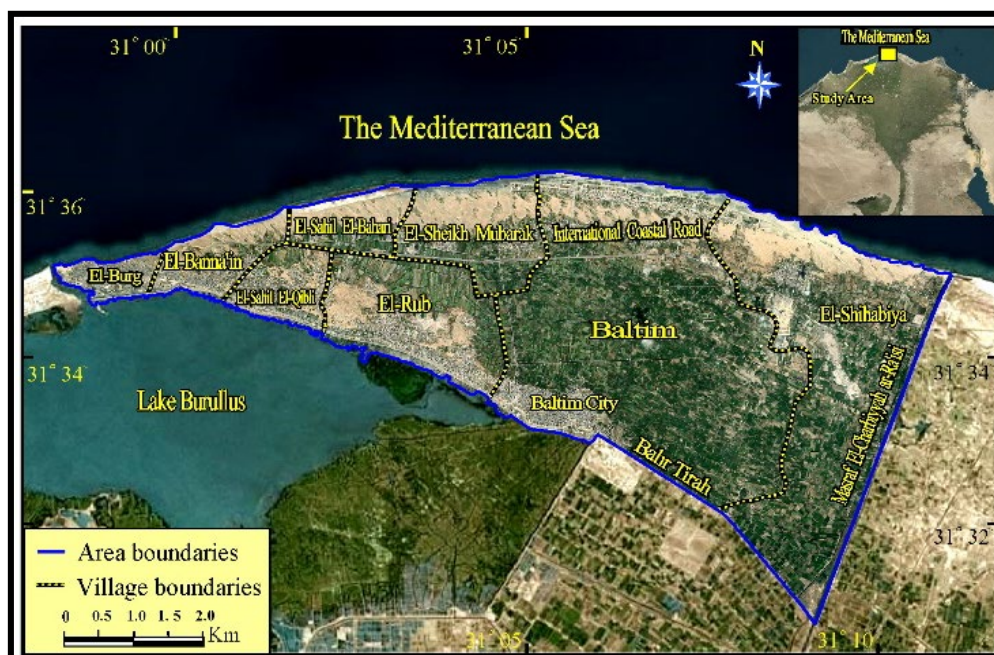 31° 00'
31° 05'
N
The Mediterranean Sea
Study Area
The Mediterranean Sea
31° 36'
El-Sahil El-Bahari
El-Sheikh Mubarak
International Coastal Road
El-Burg
El-Banna'in
El-Sahil El-Qibli
El-Rub
Baltim
El-Shihabiya
31° 34'
31° 34'
Lake Burullus
Baltim City
Masraf El-Gharbiyyah ar-Ra'isi
Bahr Tirah
31° 32'
Area boundaries
Village boundaries
0 0.5 1.0 1.5 2.0
Km
31° 05'
31° 10'